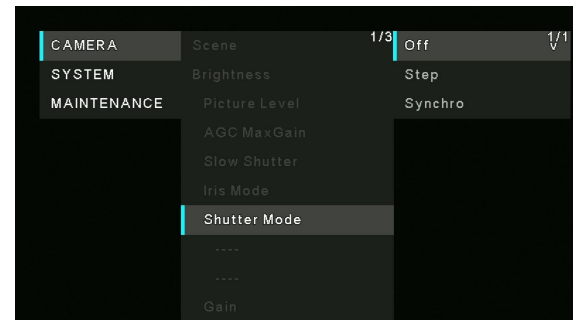 CAMERA
SYSTEM
MAINTENANCE
Scene 1/3
Brightness
Picture Level
AGC MaxGain
Slow Shutter
Iris Mode
Shutter Mode
----
----
Gain
Off 1/1
Step
Synchro